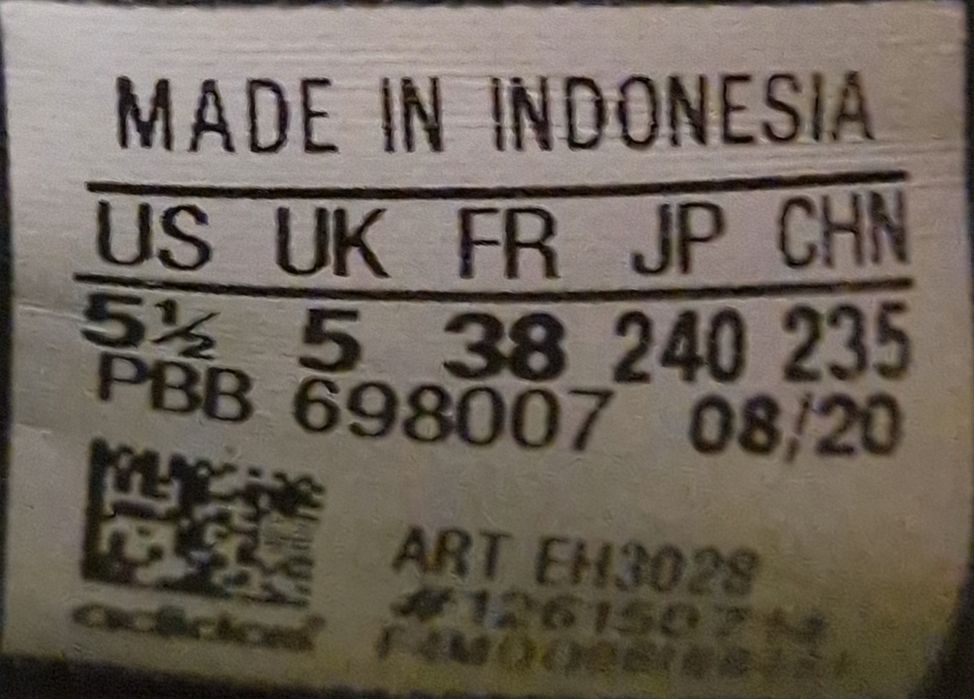 MADE IN INDONESIA
US UK FR JP CHN
5½ 5 38 240 235
PBB 698007 08/20
ART EH3028
adidas